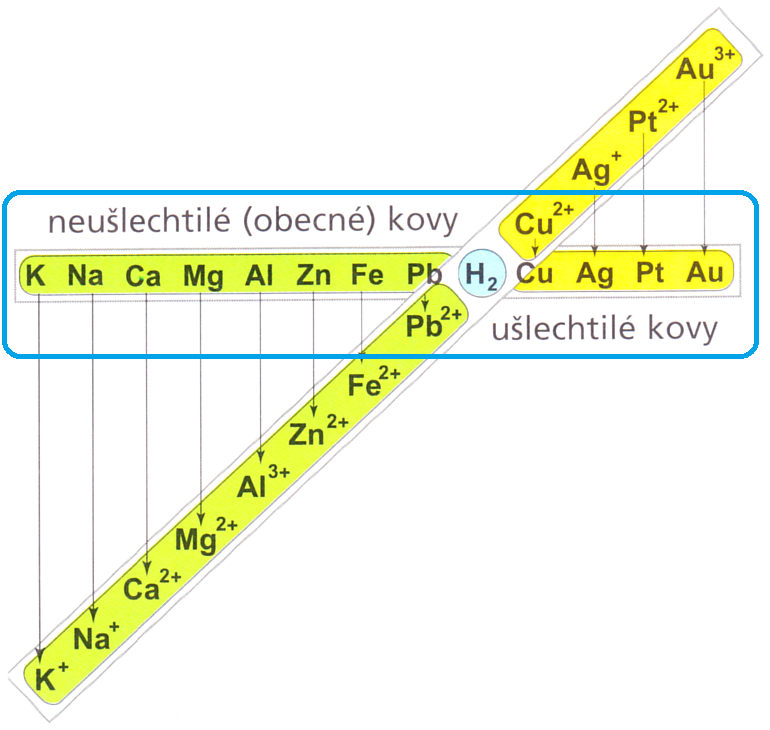 Au3+
Pt2+
Ag+
Cu2+
neušlechtilé (obecné) kovy
K Na Ca Mg Al Zn Fe Pb H2 Cu Ag Pt Au
Pb2+
ušlechtilé kovy
Fe2+
Zn2+
Al3+
Mg2+
Ca2+
Na+
K+